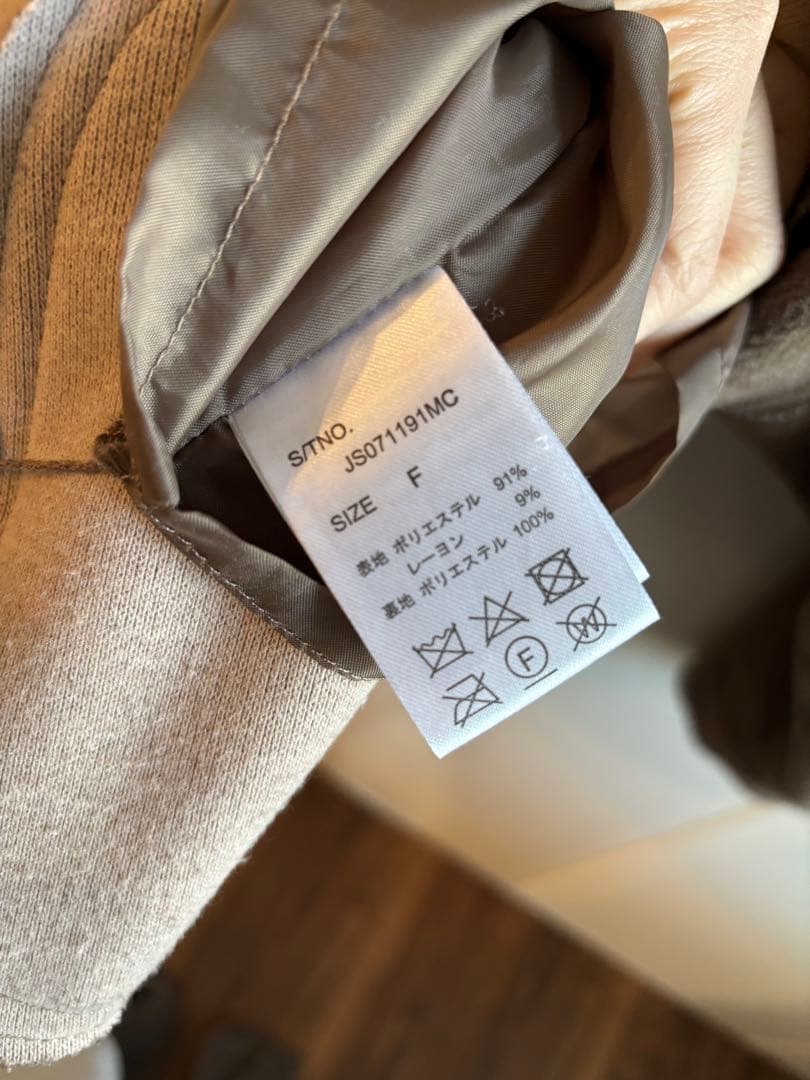 S/TNO.
JS071191MC
SIZE F
表地 ポリエステル 91%
レーヨン 9%
裏地 ポリエステル 100%
F
W